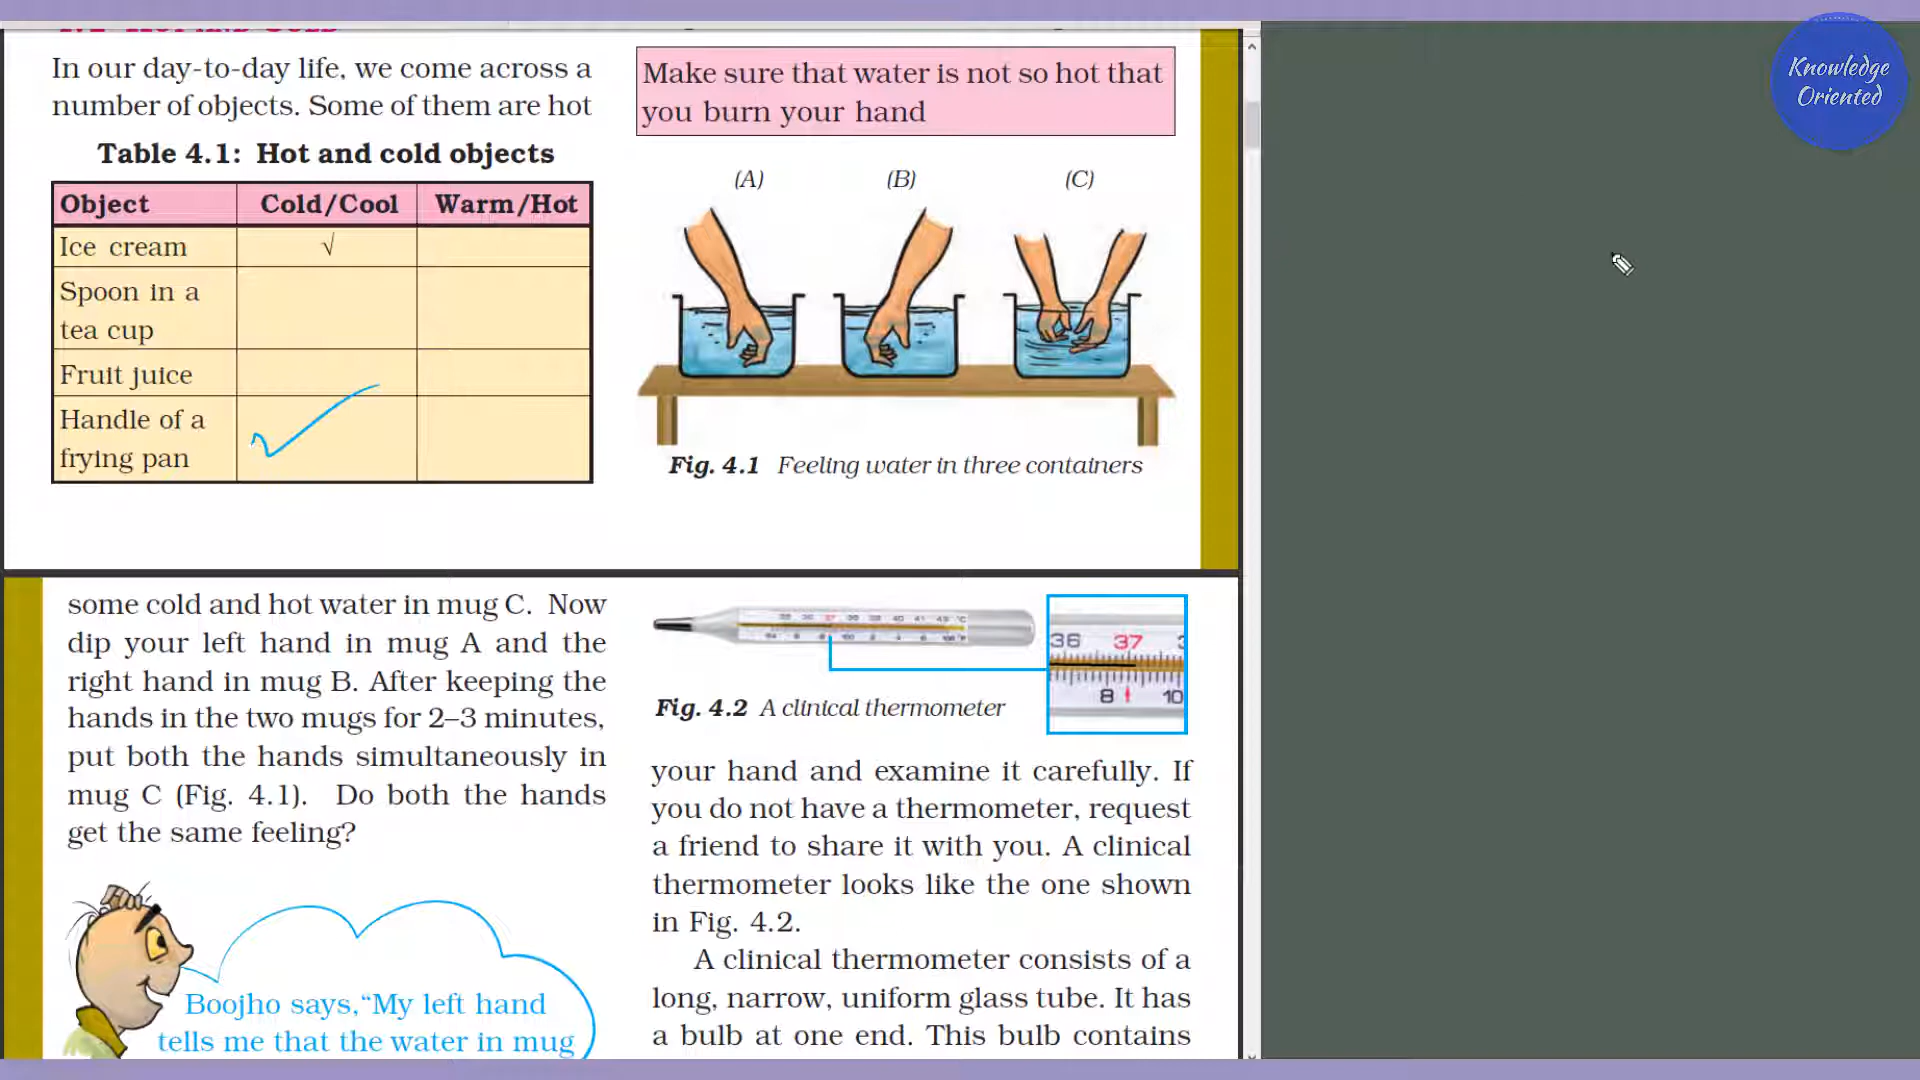 In our day-to-day life, we come across a
number of objects. Some of them are hot
Table 4.1: Hot and cold objects
Object Cold/Cool Warm/Hot
Ice cream √
Spoon in a
tea cup
Fruit juice
Handle of a
frying pan
Make sure that water is not so hot that
you burn your hand
(A) (B) (C)
Fig. 4.1 Feeling water in three containers
some cold and hot water in mug C. Now
dip your left hand in mug A and the
right hand in mug B. After keeping the
hands in the two mugs for 2–3 minutes,
put both the hands simultaneously in
mug C (Fig. 4.1). Do both the hands
get the same feeling?
Boojho says,“My left hand
tells me that the water in mug
36 37
8 10
Fig. 4.2 A clinical thermometer
your hand and examine it carefully. If
you do not have a thermometer, request
a friend to share it with you. A clinical
thermometer looks like the one shown
in Fig. 4.2.
A clinical thermometer consists of a
long, narrow, uniform glass tube. It has
a bulb at one end. This bulb contains
Knowledge
Oriented